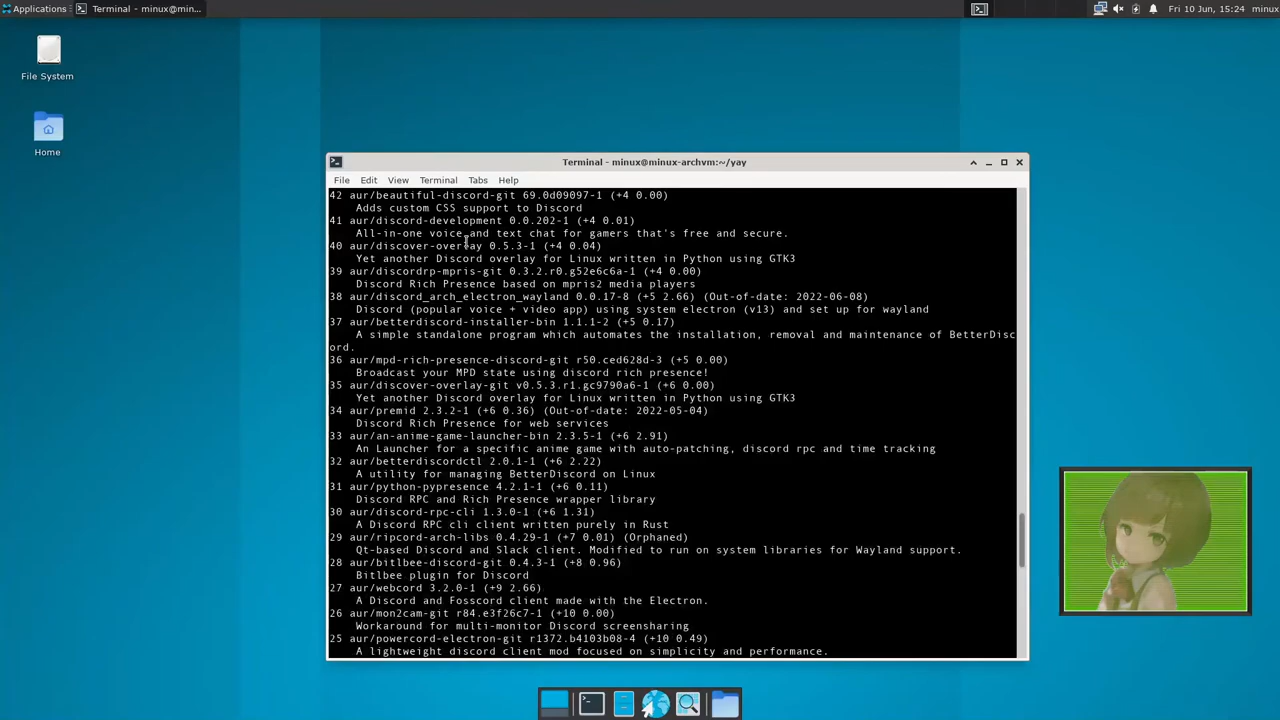 Applications
Terminal - minux@min...
Fri 10 Jun, 15:24
minux
File System
Home
Terminal - minux@minux-archvm:~/yay
File Edit View Terminal Tabs Help
42 aur/beautiful-discord-git 69.0d09097-1 (+4 0.00)
Adds custom CSS support to Discord
41 aur/discord-development 0.0.202-1 (+4 0.01)
All-in-one voice and text chat for gamers that's free and secure.
40 aur/discover-overlay 0.5.3-1 (+4 0.04)
Yet another Discord overlay for Linux written in Python using GTK3
39 aur/discordrp-mpris-git 0.3.2.r0.g52e6c6a-1 (+4 0.00)
Discord Rich Presence based on mpris2 media players
38 aur/discord_arch_electron_wayland 0.0.17-8 (+5 2.66) (Out-of-date: 2022-06-08)
Discord (popular voice + video app) using system electron (v13) and set up for wayland
37 aur/betterdiscord-installer-bin 1.1.1-2 (+5 0.17)
A simple standalone program which automates the installation, removal and maintenance of BetterDisc
ord.
36 aur/mpd-rich-presence-discord-git r50.ced628d-3 (+5 0.00)
Broadcast your MPD state using discord rich presence!
35 aur/discover-overlay-git v0.5.3.r1.gc9790a6-1 (+6 0.00)
Yet another Discord overlay for Linux written in Python using GTK3
34 aur/premid 2.3.2-1 (+6 0.36) (Out-of-date: 2022-05-04)
Discord Rich Presence for web services
33 aur/an-anime-game-launcher-bin 2.3.5-1 (+6 2.91)
An Launcher for a specific anime game with auto-patching, discord rpc and time tracking
32 aur/betterdiscordctl 2.0.1-1 (+6 2.22)
A utility for managing BetterDiscord on Linux
31 aur/python-pypresence 4.2.1-1 (+6 0.11)
Discord RPC and Rich Presence wrapper library
30 aur/discord-rpc-cli 1.3.0-1 (+6 1.31)
A Discord RPC cli client written purely in Rust
29 aur/ripcord-arch-libs 0.4.29-1 (+7 0.01) (Orphaned)
Qt-based Discord and Slack client. Modified to run on system libraries for Wayland support.
28 aur/bitlbee-discord-git 0.4.3-1 (+8 0.96)
Bitlbee plugin for Discord
27 aur/webcord 3.2.0-1 (+9 2.66)
A Discord and Fosscord client made with the Electron.
26 aur/mon2cam-git r84.e3f26c7-1 (+10 0.00)
Workaround for multi-monitor Discord screensharing
25 aur/powercord-electron-git r1372.b4103b08-4 (+10 0.49)
A lightweight discord client mod focused on simplicity and performance.